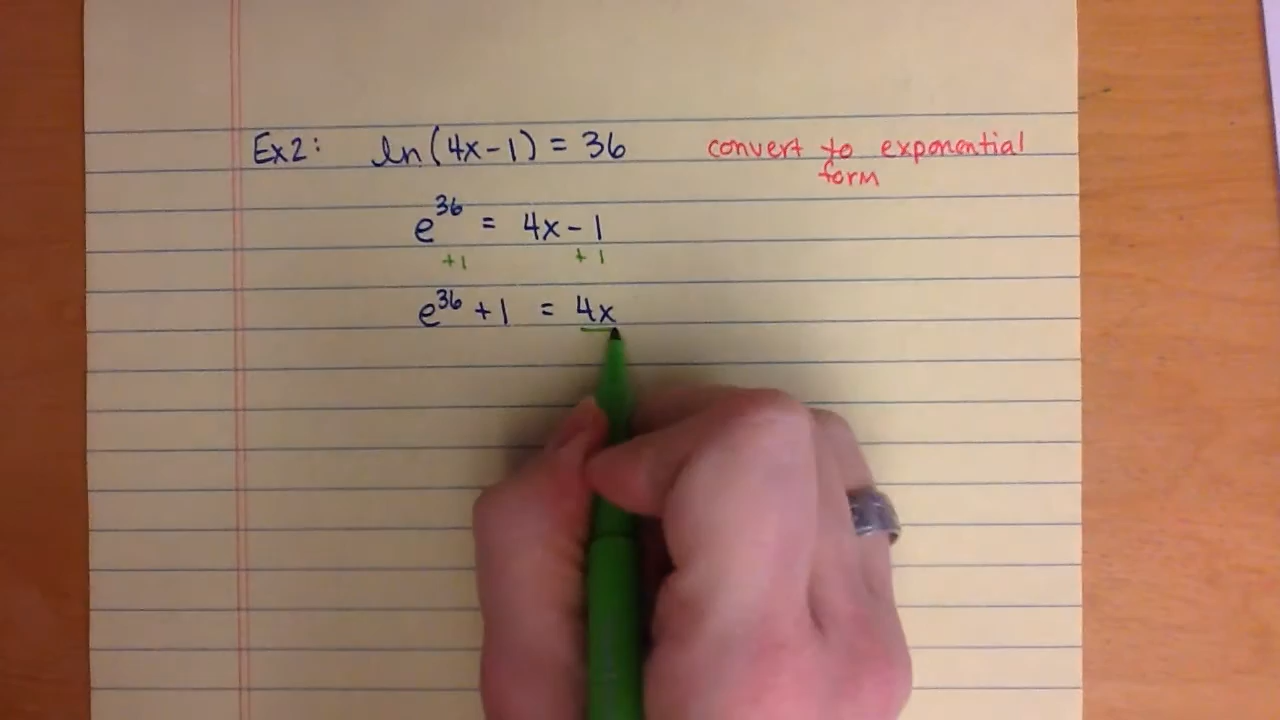 Ex2: ln(4x-1) = 36 convert to exponential
form
e^36 = 4x - 1
+1 +1
e^36 + 1 = 4x